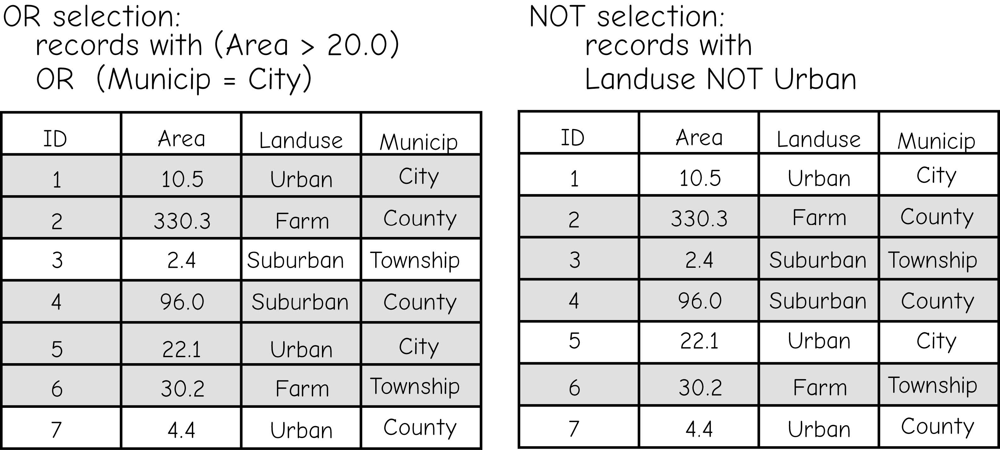 OR selection:
records with (Area > 20.0)
OR (Municip = City)
ID Area Landuse Municip
1 10.5 Urban City
2 330.3 Farm County
3 2.4 Suburban Township
4 96.0 Suburban County
5 22.1 Urban City
6 30.2 Farm Township
7 4.4 Urban County
NOT selection:
records with
Landuse NOT Urban
ID Area Landuse Municip
1 10.5 Urban City
2 330.3 Farm County
3 2.4 Suburban Township
4 96.0 Suburban County
5 22.1 Urban City
6 30.2 Farm Township
7 4.4 Urban County